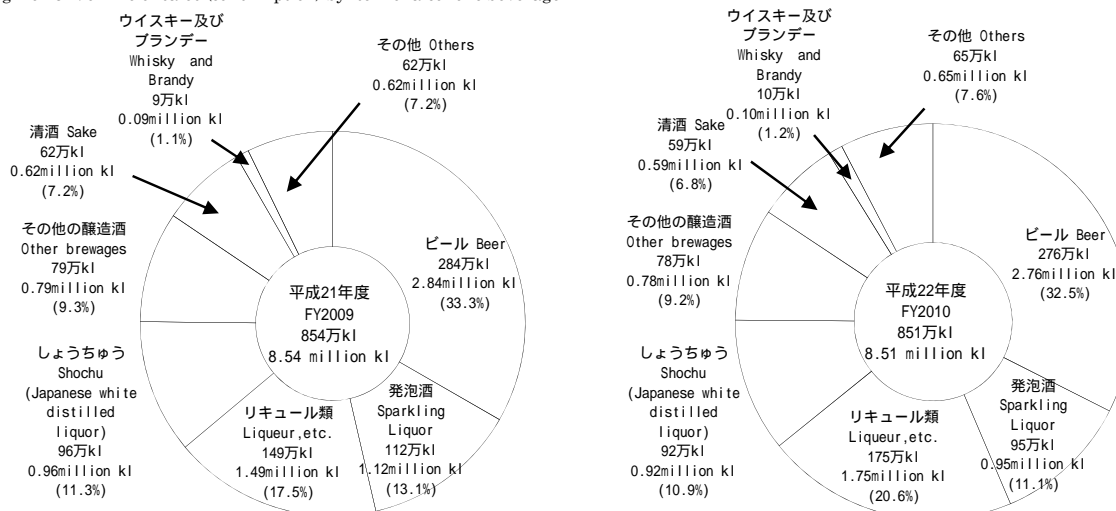 ウイスキー及び
ブランデー
Whisky and
Brandy
9万kl
0.09million kl
(1.1%)
その他 Others
62万kl
0.62million kl
(7.2%)
清酒 Sake
62万kl
0.62million kl
(7.2%)
その他の醸造酒
Other brewages
79万kl
0.79million kl
(9.3%)
ビール Beer
284万kl
2.84million kl
(33.3%)
平成21年度
FY2009
854万kl
8.54 million kl
しょうちゅう
Shochu
(Japanese white
distilled
liquor)
96万kl
0.96million kl
(11.3%)
リキュール類
Liqueur,etc.
149万kl
1.49million kl
(17.5%)
発泡酒
Sparkling
Liquor
112万kl
1.12million kl
(13.1%)
ウイスキー及び
ブランデー
Whisky and
Brandy
10万kl
0.10million kl
(1.2%)
その他 Others
65万kl
0.65million kl
(7.6%)
清酒 Sake
59万kl
0.59million kl
(6.8%)
その他の醸造酒
Other brewages
78万kl
0.78million kl
(9.2%)
ビール Beer
276万kl
2.76million kl
(32.5%)
平成22年度
FY2010
851万kl
8.51 million kl
しょうちゅう
Shochu
(Japanese white
distilled
liquor)
92万kl
0.92million kl
(10.9%)
リキュール類
Liqueur,etc.
175万kl
1.75million kl
(20.6%)
発泡酒
Sparkling
Liquor
95万kl
0.95million kl
(11.1%)